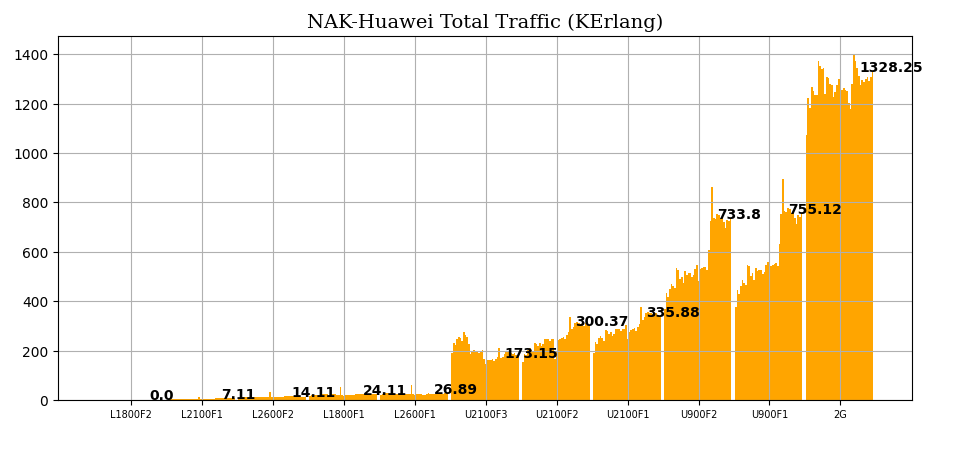 NAK-Huawei Total Traffic (KErlang)
1400
1200
1000
800
600
400
200
0
1328.25
733.8
755.12
335.88
300.37
173.15
0.0
7.11
14.11
24.11
26.89
L1800F2
L2100F1
L2600F2
L1800F1
L2600F1
U2100F3
U2100F2
U2100F1
U900F2
U900F1
2G